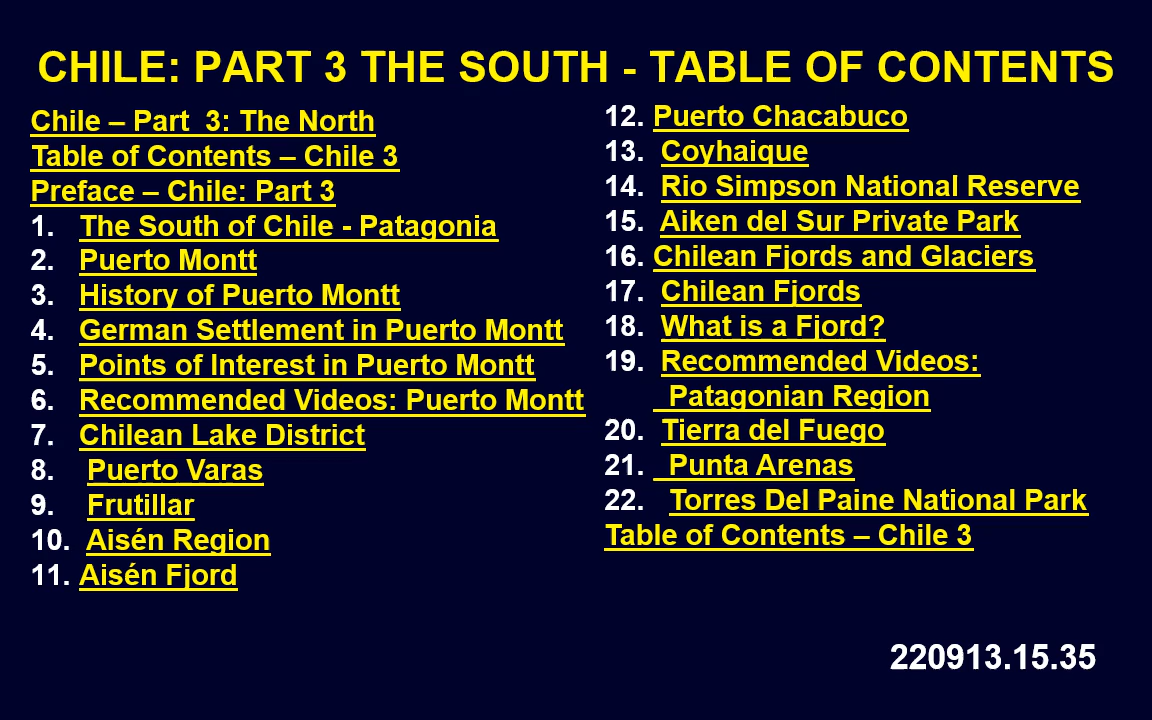 CHILE: PART 3 THE SOUTH - TABLE OF CONTENTS
Chile – Part  3: The North
Table of Contents – Chile 3
Preface – Chile: Part 3
1. The South of Chile - Patagonia
2. Puerto Montt
3. History of Puerto Montt
4. German Settlement in Puerto Montt
5. Points of Interest in Puerto Montt
6. Recommended Videos: Puerto Montt
7. Chilean Lake District
8. Puerto Varas
9. Frutillar
10. Aisén Region
11. Aisén Fjord
12. Puerto Chacabuco
13. Coyhaique
14. Rio Simpson National Reserve
15. Aiken del Sur Private Park
16. Chilean Fjords and Glaciers
17. Chilean Fjords
18. What is a Fjord?
19. Recommended Videos:
Patagonian Region
20. Tierra del Fuego
21. Punta Arenas
22. Torres Del Paine National Park
Table of Contents – Chile 3
220913.15.35